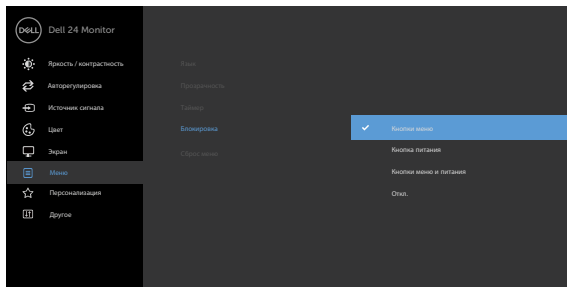 DELL Dell 24 Monitor
Яркость / контрастность
Авторегулировка
Источник сигнала
Цвет
Экран
Меню
Персонализация
Другое
Язык
Прозрачность
Таймер
Блокировка
Сброс меню
Кнопки меню
Кнопка питания
Кнопки меню и питания
Откл.